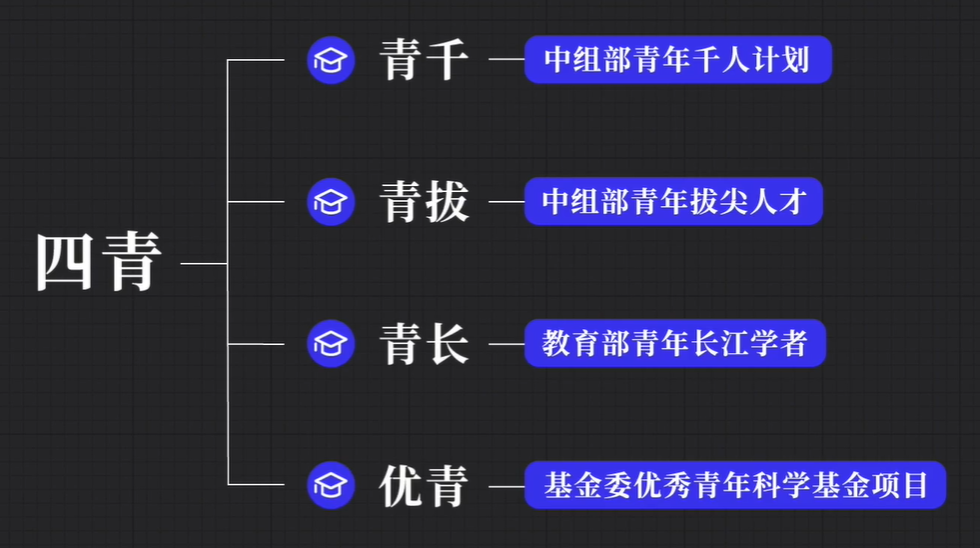 四青
青千
中组部青年千人计划
青拔
中组部青年拔尖人才
青长
教育部青年长江学者
优青
基金委优秀青年科学基金项目